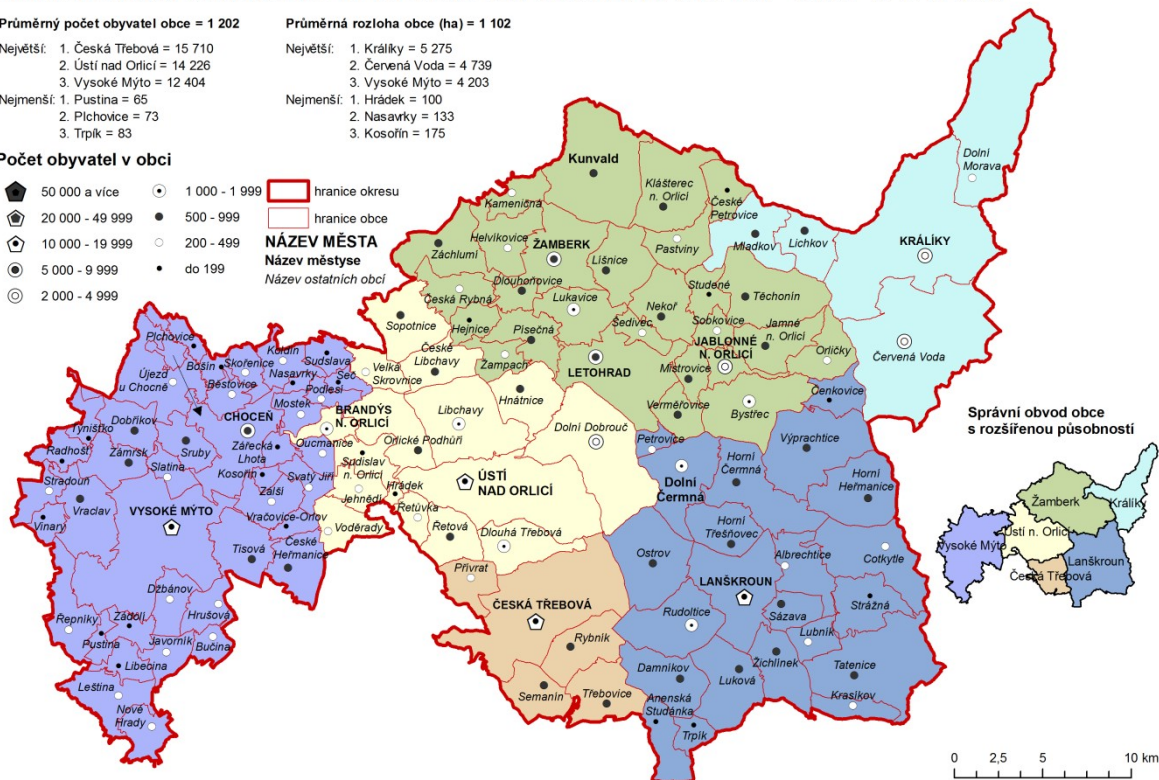 Průměrný počet obyvatel obce = 1 202
Největší: 1. Česká Třebová = 15 710
2. Ústí nad Orlicí = 14 226
3. Vysoké Mýto = 12 404
Nejmenší: 1. Pustina = 65
2. Plchovice = 73
3. Trpík = 83
Průměrná rozloha obce (ha) = 1 102
Největší: 1. Králíky = 5 275
2. Červená Voda = 4 739
3. Vysoké Mýto = 4 203
Nejmenší: 1. Hrádek = 100
2. Nasavrky = 133
3. Kosořín = 175
Počet obyvatel v obci
50 000 a více
20 000 - 49 999
10 000 - 19 999
5 000 - 9 999
2 000 - 4 999
1 000 - 1 999
500 - 999
200 - 499
do 199
hranice okresu
hranice obce
NÁZEV MĚSTA
Název městyse
Název ostatních obcí
Dolní
Morava
Kunvald
Klášterec
n. Orlicí
České
Petrovice
Kameničná
Mladkov
Lichkov
KRÁLÍKY
Helvíkovice
Záchlumí
ŽAMBERK
Pastviny
Líšnice
Dlouhoňovice
Studené
Těchonín
Česká Rybná
Lukavice
Nekoř
Sobkovice
Šedivec
Jamné
n. Orlicí
Sopotnice
Hejnice
Písečná
JABLONNÉ
N. ORLICÍ
Orličky
Červená Voda
České
Libchavy
Žampach
LETOHRAD
Mistrovice
Čenkovice
Velká
Skrovnice
Hnátnice
Verměřovice
Bystřec
Plchovice
Bošín
Skořenice
Koldín
Sudslava
Újezd
u Chocně
Běstovice
Nasavrky
Seč
Podlesí
Mostek
CHOCEŇ
BRANDÝS
N. ORLICÍ
Libchavy
Dolní Dobrouč
Petrovice
Výprachtice
Týnišťko
Dobříkov
Radhošť
Zámrsk
Sruby
Zářecká
Lhota
Oucmanice
Orlické Podhůří
Sudislav
n. Orlicí
Slatina
Kosořín
Dolní
Čermná
Horní
Čermná
Horní
Heřmanice
Stradouň
Vraclav
Zálší
Svatý Jiří
Jehnědí
Hrádek
ÚSTÍ
NAD ORLICÍ
Vinary
VYSOKÉ MÝTO
Vračovice-Orlov
Voděrady
Řetůvka
Řetová
Dlouhá Třebová
Horní
Třešňovec
Tisová
České
Heřmanice
Ostrov
Albrechtice
Cotkytle
Přívrat
Džbánov
Hrušová
LANŠKROUN
Strážná
Řepníky
Zádolí
ČESKÁ TŘEBOVÁ
Rudoltice
Sázava
Pustina
Javorník
Bučina
Rybník
Lubník
Libecina
Damníkov
Luková
Žichlínek
Tatenice
Leština
Semanín
Třebovice
Anenská
Studánka
Krasíkov
Nové
Hrady
Trpík
Správní obvod obce
s rozšířenou působností
Žamberk
Králíky
Vysoké Mýto
Ústí n. Orlicí
Lanškroun
Česká Třebová
0 2,5 5 10 km